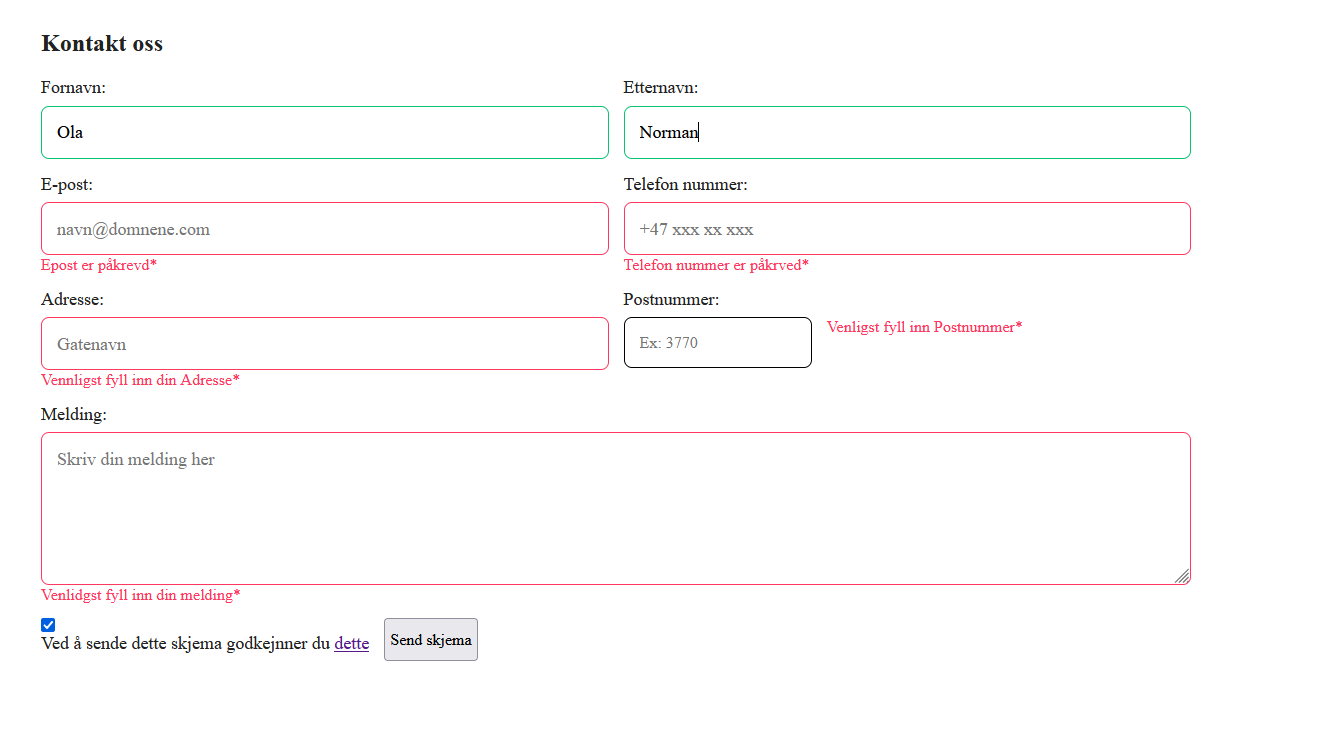 Kontakt oss
Fornavn: Etternavn:
Ola Norman
E-post: Telefon nummer:
navn@domnene.com +47 xxx xx xxx
Epost er påkrevd* Telefon nummer er påkrved*
Adresse: Postnummer:
Gatenavn Ex: 3770 Venligst fyll inn Postnummer*
Vennligst fyll inn din Adresse*
Melding:
Skriv din melding her
Venlidgst fyll inn din melding*
Ved å sende dette skjema godkejnner du dette Send skjema